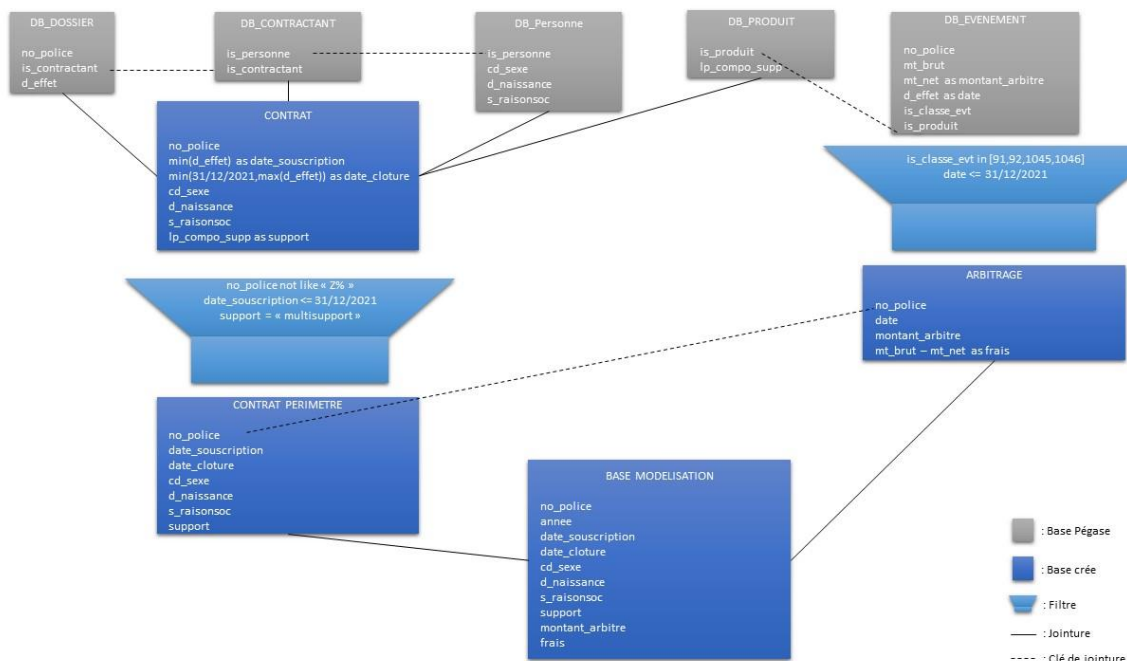 DB_DOSSIER
no_police
is_contractant
d_effet
DB_CONTRACTANT
is_personne
is_contractant
DB_Personne
is_personne
cd_sexe
d_naissance
s_raisonsoc
DB_PRODUIT
is_produit
lp_compo_supp
DB_EVENEMENT
no_police
mt_brut
mt_net as montant_arbitre
d_effet as date
is_classe_evt
is_produit
CONTRAT
no_police
min(d_effet) as date_souscription
min(31/12/2021,max(d_effet)) as date_cloture
cd_sexe
d_naissance
s_raisonsoc
lp_compo_supp as support
is_classe_evt in [91,92,1045,1046]
date <= 31/12/2021
no_police not like « Z% »
date_souscription <= 31/12/2021
support = « multisupport »
ARBITRAGE
no_police
date
montant_arbitre
mt_brut – mt_net as frais
CONTRAT PERIMETRE
no_police
date_souscription
date_cloture
cd_sexe
d_naissance
s_raisonsoc
support
BASE MODELISATION
no_police
annee
date_souscription
date_cloture
cd_sexe
d_naissance
s_raisonsoc
support
montant_arbitre
frais
: Base Pégase
: Base crée
: Filtre
: Jointure
: Clé de jointure